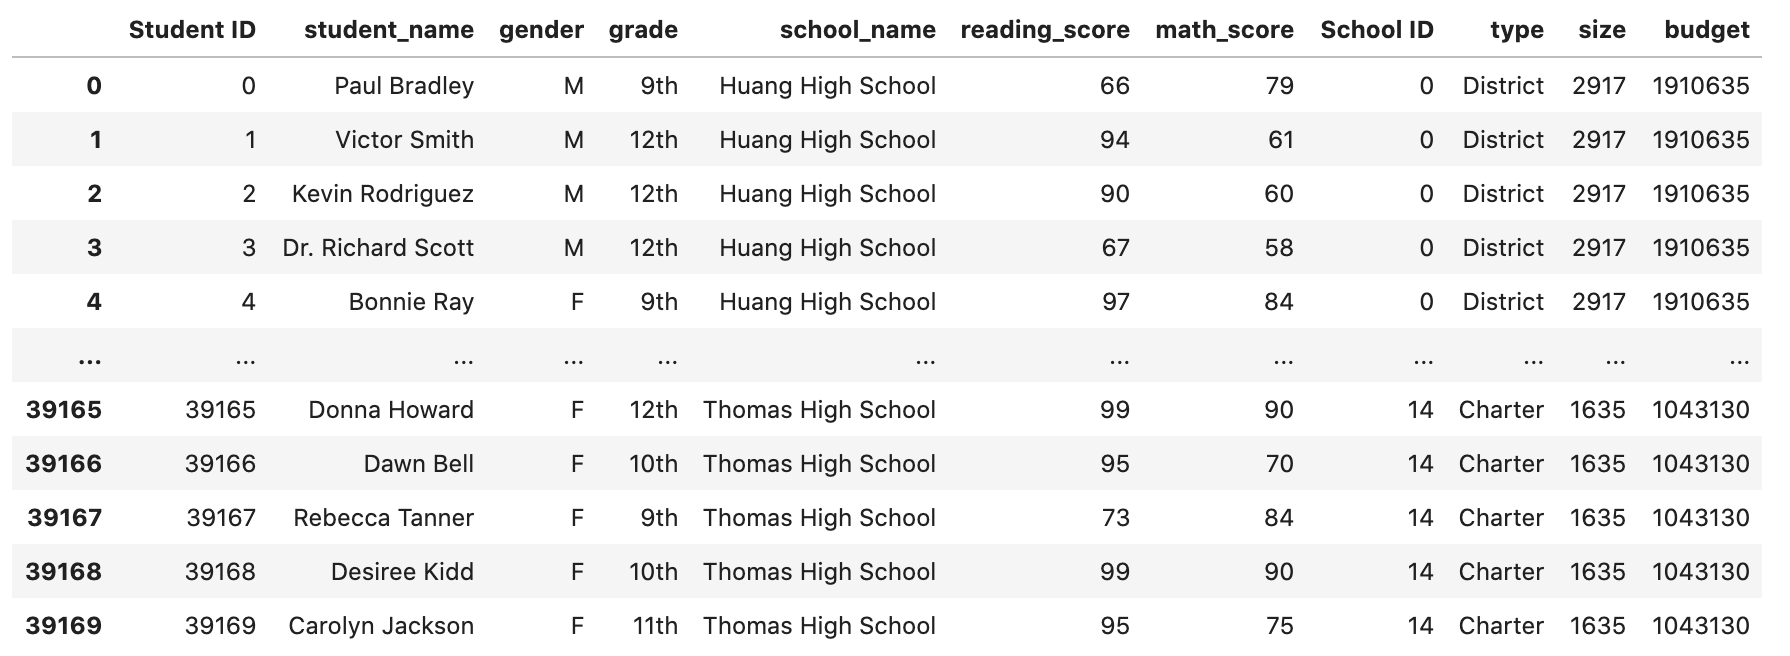 Student ID student_name gender grade school_name reading_score math_score School ID type size budget
0 0 Paul Bradley M 9th Huang High School 66 79 0 District 2917 1910635
1 1 Victor Smith M 12th Huang High School 94 61 0 District 2917 1910635
2 2 Kevin Rodriguez M 12th Huang High School 90 60 0 District 2917 1910635
3 3 Dr. Richard Scott M 12th Huang High School 67 58 0 District 2917 1910635
4 4 Bonnie Ray F 9th Huang High School 97 84 0 District 2917 1910635
... ... ... ... ... ... ... ... ... ... ... ...
39165 39165 Donna Howard F 12th Thomas High School 99 90 14 Charter 1635 1043130
39166 39166 Dawn Bell F 10th Thomas High School 95 70 14 Charter 1635 1043130
39167 39167 Rebecca Tanner F 9th Thomas High School 73 84 14 Charter 1635 1043130
39168 39168 Desiree Kidd F 10th Thomas High School 99 90 14 Charter 1635 1043130
39169 39169 Carolyn Jackson F 11th Thomas High School 95 75 14 Charter 1635 1043130